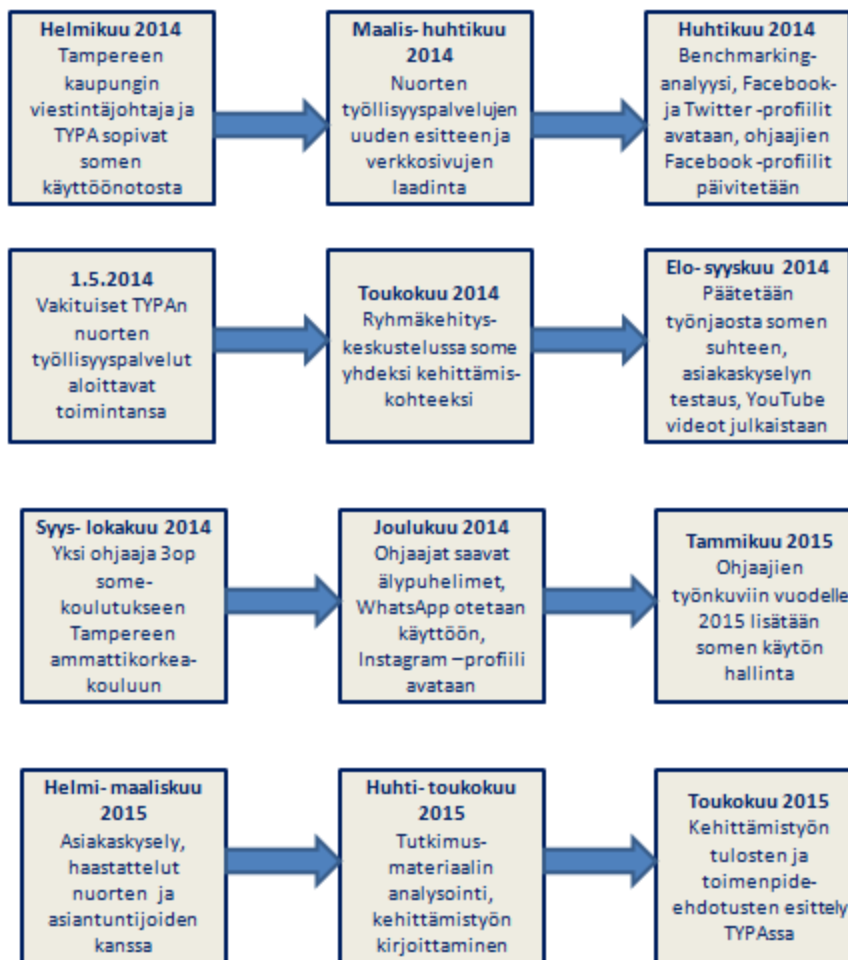 Helmikuu 2014
Tampereen
kaupungin
viestintäjohtaja ja
TYPA sopivat
somen
käyttöönotosta
Maalis- huhtikuu
2014
Nuorten
työllisyyspalvelujen
uuden esitteen ja
verkkosivujen
laadinta
Huhtikuu 2014
Benchmarking-
analyysi, Facebook-
ja Twitter -profiilit
avataan, ohjaajien
Facebook -profiilit
päivitetään
1.5.2014
Vakituiset TYPAn
nuorten
työllisyyspalvelut
aloittavat
toimintansa
Toukokuu 2014
Ryhmäkehitys-
keskustelussa some
yhdeksi kehittämis-
kohteeksi
Elo- syyskuu 2014
Päätetään
työnjaosta somen
suhteen,
asiakaskyselyn
testaus, YouTube
videot julkaistaan
Syys- lokakuu 2014
Yksi ohjaaja 3op
some-
koulutukseen
Tampereen
ammattikorkea-
kouluun
Joulukuu 2014
Ohjaajat saavat
älypuhelimet,
WhatsApp otetaan
käyttöön,
Instagram –profiili
avataan
Tammikuu 2015
Ohjaajien
työnkuviin vuodelle
2015 lisätään
somen käytön
hallinta
Helmi- maaliskuu
2015
Asiakaskysely,
haastattelut
nuorten ja
asiantuntijoiden
kanssa
Huhti- toukokuu
2015
Tutkimus-
materiaalin
analysointi,
kehittämistyön
kirjoittaminen
Toukokuu 2015
Kehittämistyön
tulosten ja
toimenpide-
ehdotusten esittely
TYPAssa